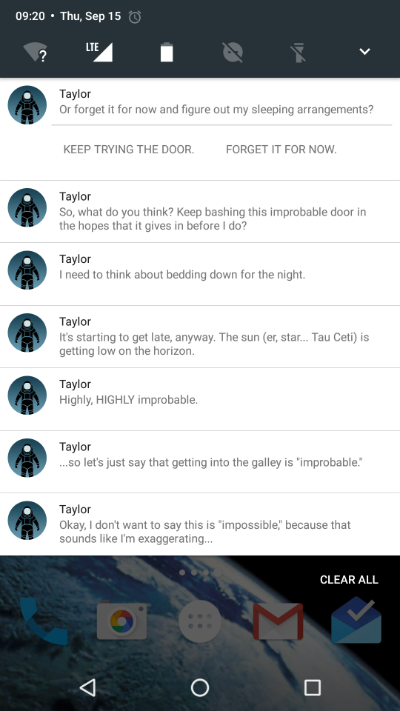 09:20 • Thu, Sep 15
?
LTE
Taylor
Or forget it for now and figure out my sleeping arrangements?
KEEP TRYING THE DOOR. FORGET IT FOR NOW.
Taylor
So, what do you think? Keep bashing this improbable door in
the hopes that it gives in before I do?
Taylor
I need to think about bedding down for the night.
Taylor
It's starting to get late, anyway. The sun (er, star... Tau Ceti) is
getting low on the horizon.
Taylor
Highly, HIGHLY improbable.
Taylor
...so let's just say that getting into the galley is "improbable."
Taylor
Okay, I don't want to say this is "impossible," because that
sounds like I'm exaggerating...
CLEAR ALL